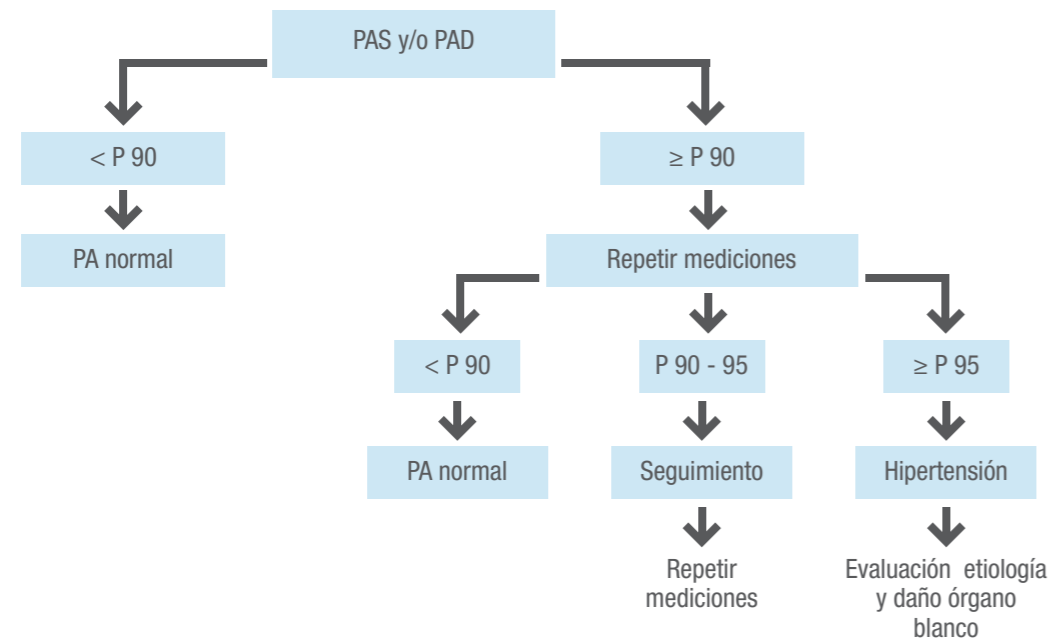 PAS y/o PAD
< P 90
≥ P 90
PA normal
Repetir mediciones
< P 90
P 90 - 95
≥ P 95
PA normal
Seguimiento
Hipertensión
Repetir
mediciones
Evaluación etiología
y daño órgano
blanco